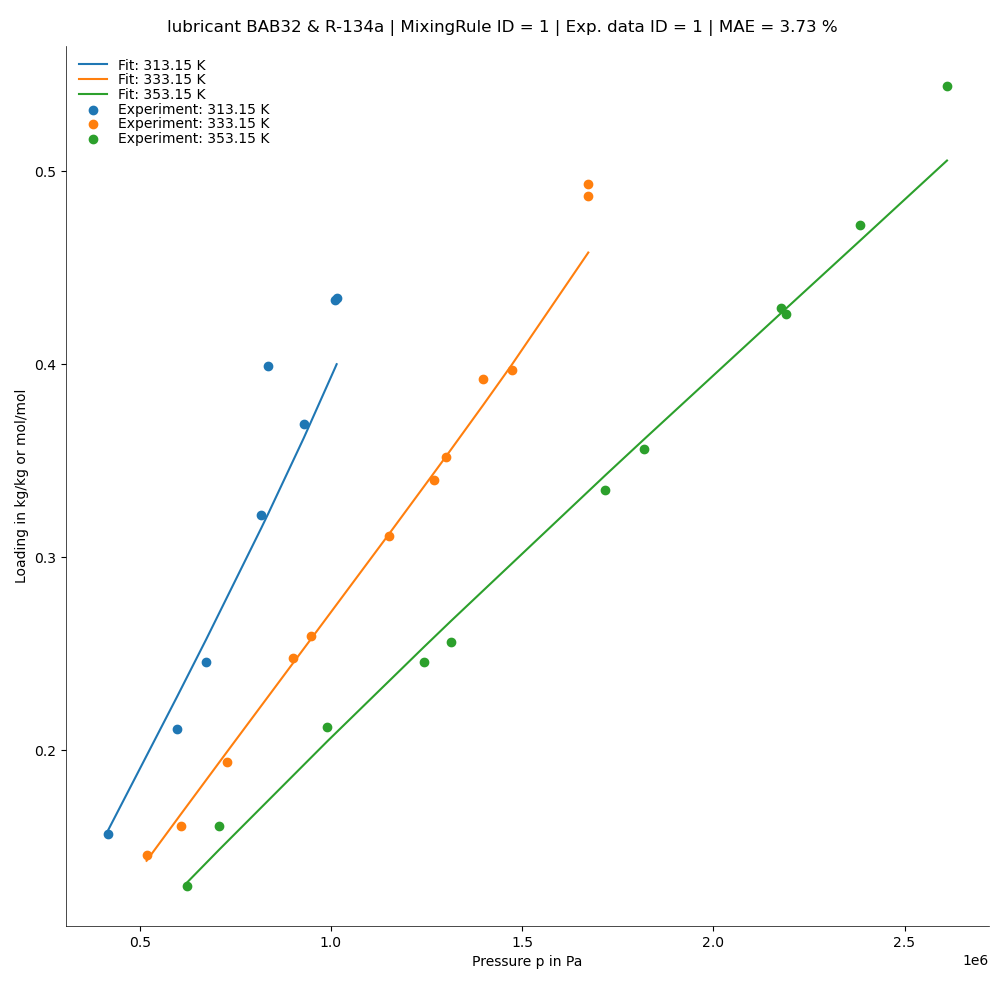 lubricant BAB32 & R-134a | MixingRule ID = 1 | Exp. data ID = 1 | MAE = 3.73 %
Fit: 313.15 K
Fit: 333.15 K
Fit: 353.15 K
Experiment: 313.15 K
Experiment: 333.15 K
Experiment: 353.15 K
0.5
0.4
0.3
0.2
Loading in kg/kg or mol/mol
0.5
1.0
1.5
2.0
2.5
1e6
Pressure p in Pa